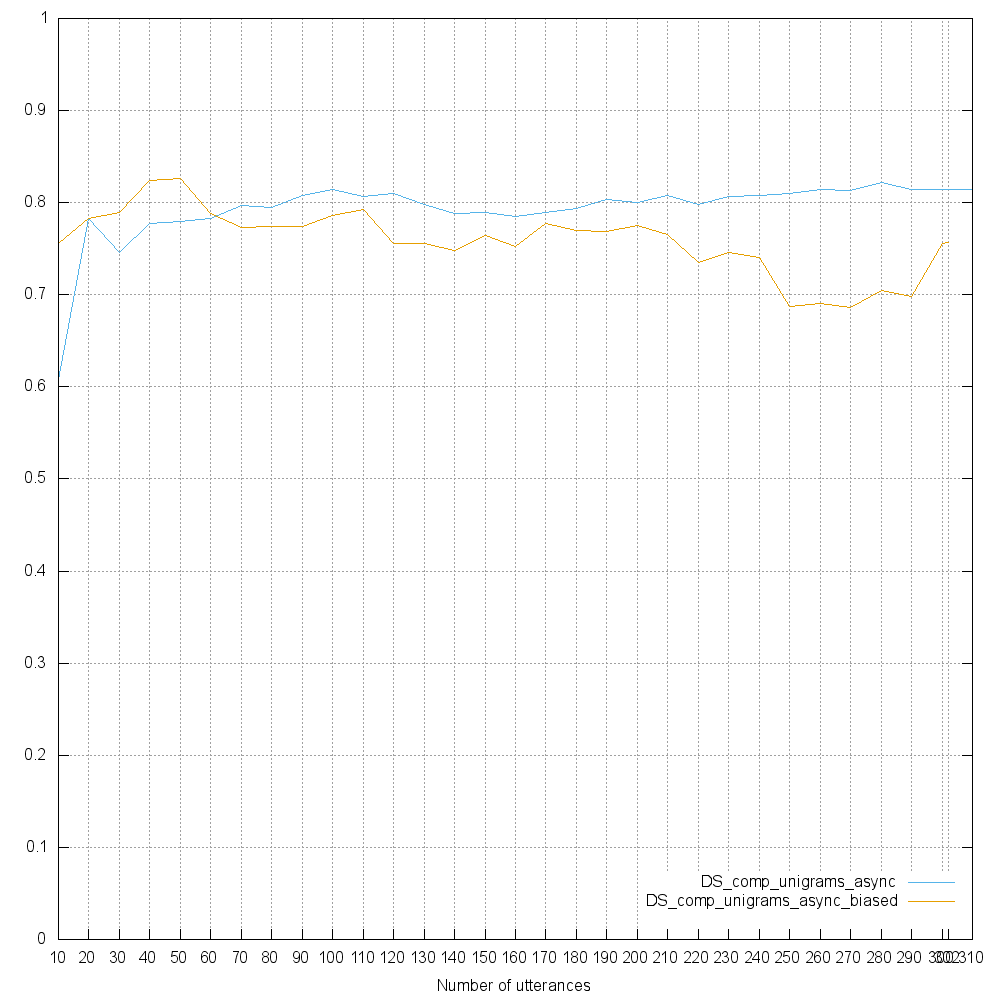 1
0.9
0.8
0.7
0.6
0.5
0.4
0.3
0.2
0.1
0
DS_comp_unigrams_async
DS_comp_unigrams_async_biased
10 20 30 40 50 60 70 80 90 100 110 120 130 140 150 160 170 180 190 200 210 220 230 240 250 260 270 280 290 300 302 310
Number of utterances